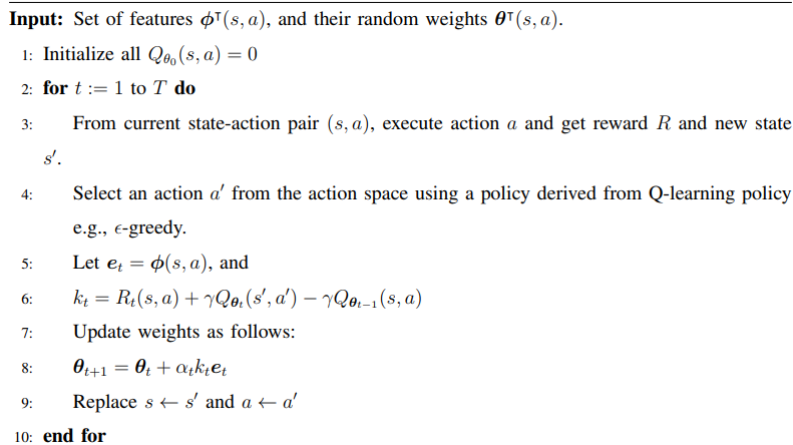 Input: Set of features ϕᵀ(s, a), and their random weights θᵀ(s, a).
1: Initialize all Q_{θ₀}(s, a) = 0
2: for t := 1 to T do
3: From current state-action pair (s, a), execute action a and get reward R and new state
s′.
4: Select an action a′ from the action space using a policy derived from Q-learning policy
e.g., ϵ-greedy.
5: Let e_t = ϕ(s, a), and
6: k_t = R_t(s, a) + γQ_{θ_t}(s′, a′) − γQ_{θ_{t−1}}(s, a)
7: Update weights as follows:
8: θ_{t+1} = θ_t + α_t k_t e_t
9: Replace s ← s′ and a ← a′
10: end for